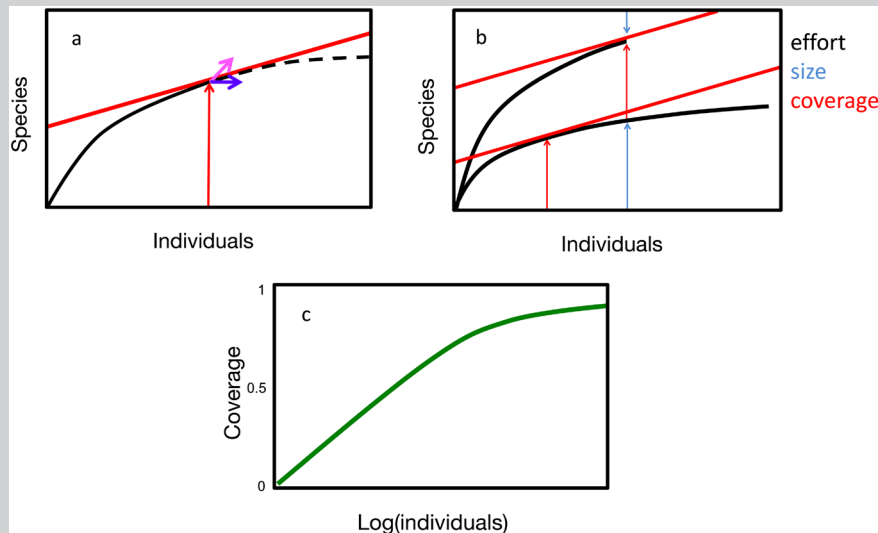 a
Species
Individuals
b
Species
Individuals
effort
size
coverage
c
1
0.5
0
Coverage
Log(individuals)